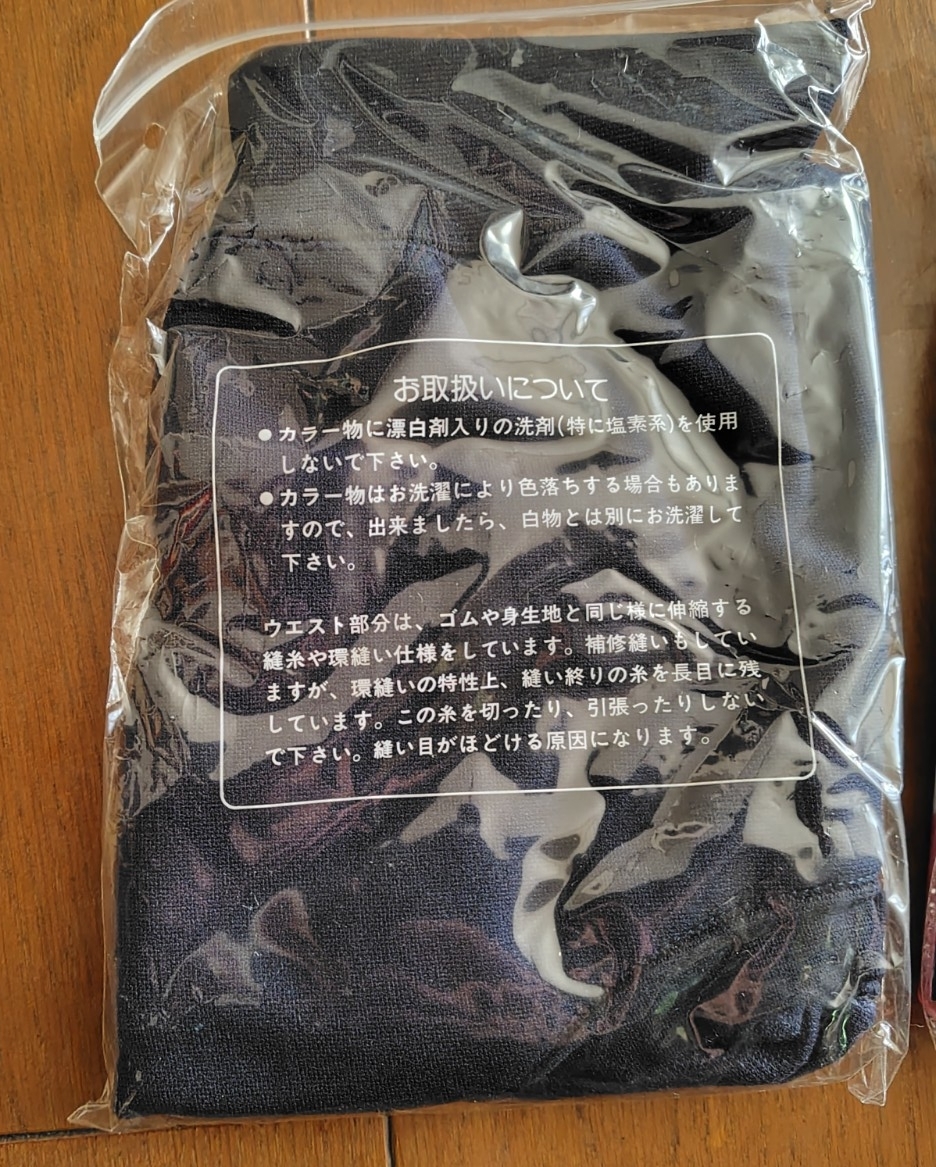 お取扱いについて
●カラー物に漂白剤入りの洗剤(特に塩素系)を使用
しないで下さい。
●カラー物はお洗濯により色落ちする場合もありま
すので、出来ましたら、白物とは別にお洗濯して
下さい。
ウエスト部分は、ゴムや身生地と同じ様に伸縮する
縫糸や環縫い仕様をしています。補修縫いもしてい
ますが、環縫いの特性上、縫い終りの糸を長目に残
しています。この糸を切ったり、引張ったりしない
で下さい。縫い目がほどける原因になります。